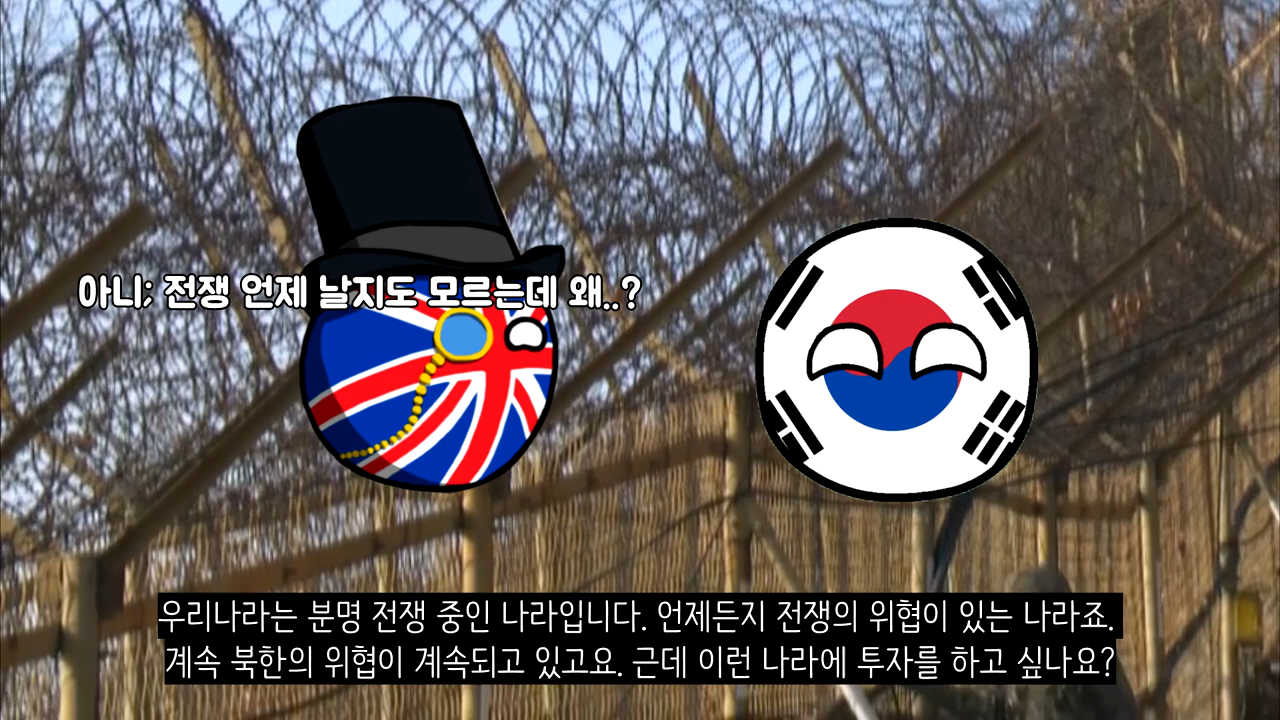 아니; 전쟁 언제 날지도 모르는데 왜..?
우리나라는 분명 전쟁 중인 나라입니다. 언제든지 전쟁의 위협이 있는 나라죠.
계속 북한의 위협이 계속되고 있고요. 근데 이런 나라에 투자를 하고 싶나요?